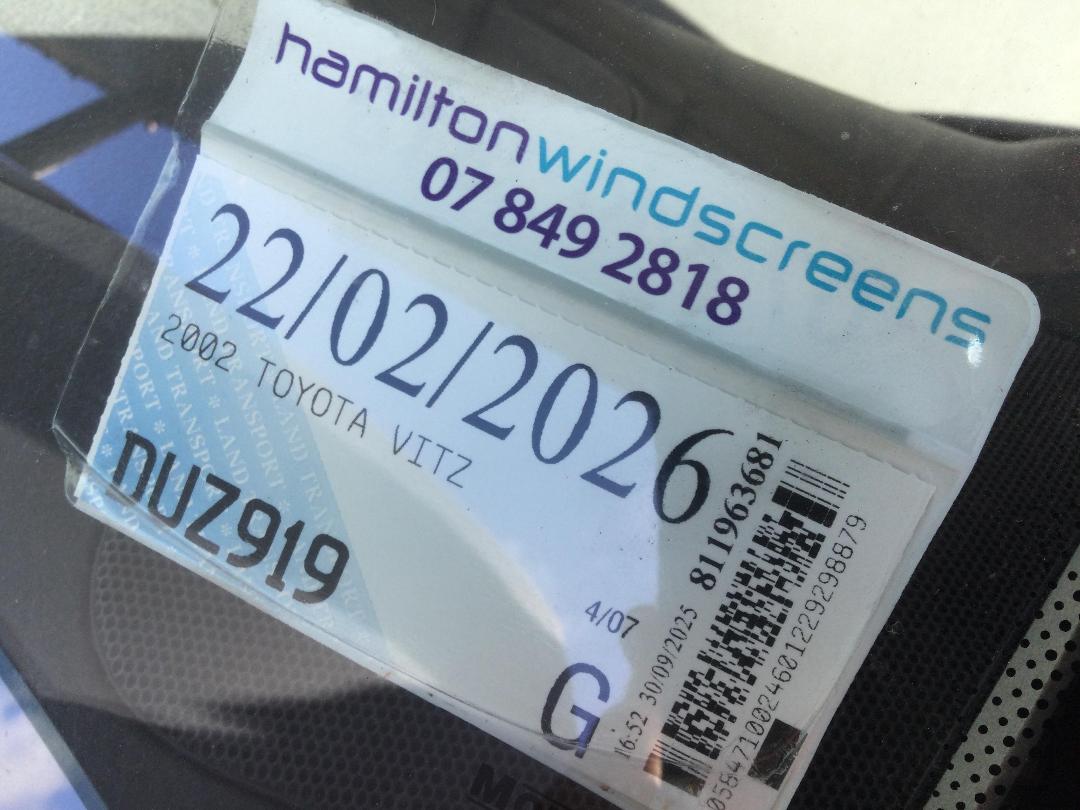 hamiltonwindscreens
07 849 2818
22/02/2026
2002 TOYOTA VITZ
DUZ919
4/07
G
16:52 30/09/2025
811963681
0584710024601229298879